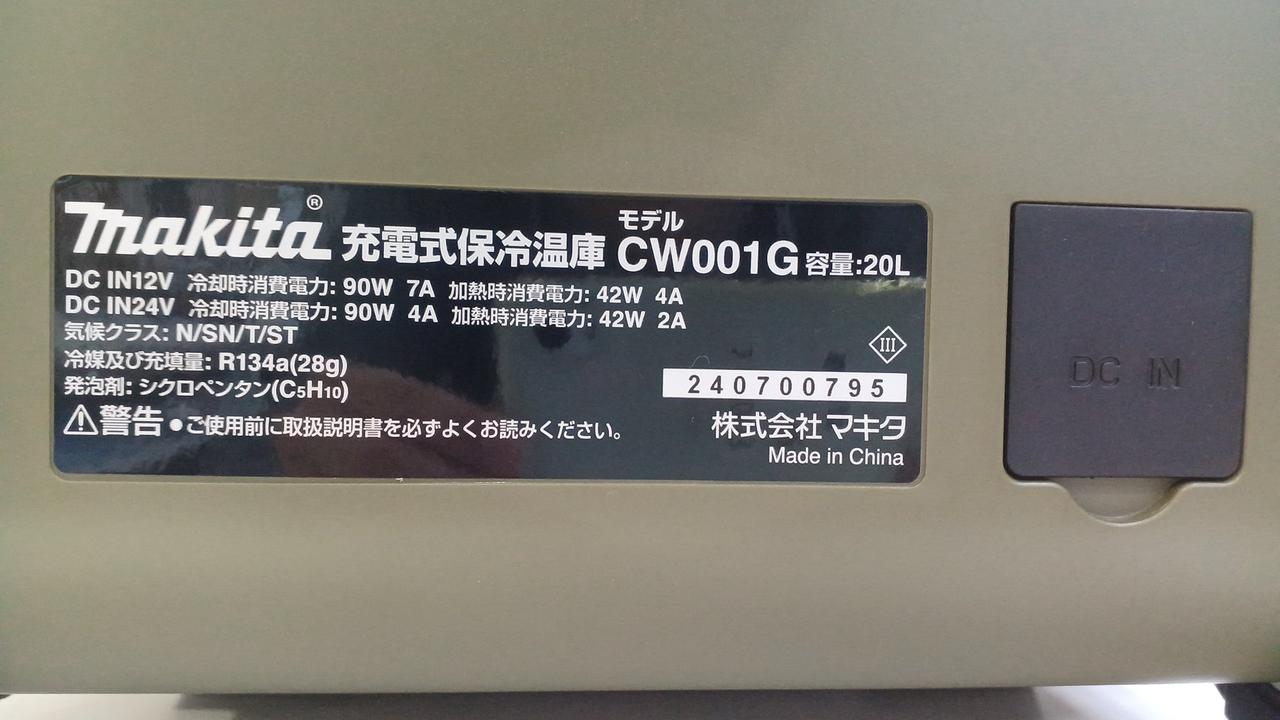 makita® 充電式保冷温庫 モデル CW001G 容量:20L
DC IN12V 冷却時消費電力: 90W 7A 加熱時消費電力: 42W 4A
DC IN24V 冷却時消費電力: 90W 4A 加熱時消費電力: 42W 2A
気候クラス: N/SN/T/ST
冷媒及び充填量: R134a(28g)
発泡剤: シクロペンタン(C5H10)
⚠警告 ●ご使用前に取扱説明書を必ずよくお読みください。
III
240700795
株式会社マキタ
Made in China
DC IN